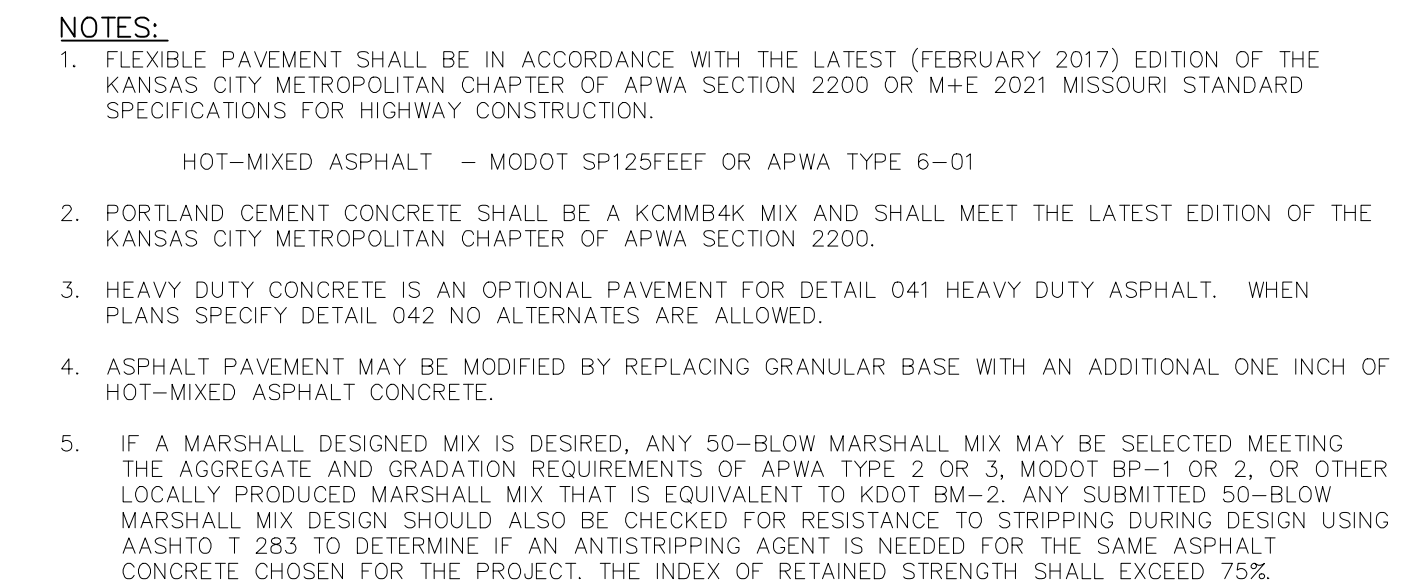 NOTES:
1. FLEXIBLE PAVEMENT SHALL BE IN ACCORDANCE WITH THE LATEST (FEBRUARY 2017) EDITION OF THE
KANSAS CITY METROPOLITAN CHAPTER OF APWA SECTION 2200 OR M+E 2021 MISSOURI STANDARD
SPECIFICATIONS FOR HIGHWAY CONSTRUCTION.
HOT-MIXED ASPHALT - MODOT SP125FEEF OR APWA TYPE 6-01
2. PORTLAND CEMENT CONCRETE SHALL BE A KCMMB4K MIX AND SHALL MEET THE LATEST EDITION OF THE
KANSAS CITY METROPOLITAN CHAPTER OF APWA SECTION 2200.
3. HEAVY DUTY CONCRETE IS AN OPTIONAL PAVEMENT FOR DETAIL 041 HEAVY DUTY ASPHALT. WHEN
PLANS SPECIFY DETAIL 042 NO ALTERNATES ARE ALLOWED.
4. ASPHALT PAVEMENT MAY BE MODIFIED BY REPLACING GRANULAR BASE WITH AN ADDITIONAL ONE INCH OF
HOT-MIXED ASPHALT CONCRETE.
5. IF A MARSHALL DESIGNED MIX IS DESIRED, ANY 50-BLOW MARSHALL MIX MAY BE SELECTED MEETING
THE AGGREGATE AND GRADATION REQUIREMENTS OF APWA TYPE 2 OR 3, MODOT BP-1 OR 2, OR OTHER
LOCALLY PRODUCED MARSHALL MIX THAT IS EQUIVALENT TO KDOT BM-2. ANY SUBMITTED 50-BLOW
MARSHALL MIX DESIGN SHOULD ALSO BE CHECKED FOR RESISTANCE TO STRIPPING DURING DESIGN USING
AASHTO T 283 TO DETERMINE IF AN ANTISTRIPPING AGENT IS NEEDED FOR THE SAME ASPHALT
CONCRETE CHOSEN FOR THE PROJECT. THE INDEX OF RETAINED STRENGTH SHALL EXCEED 75%.